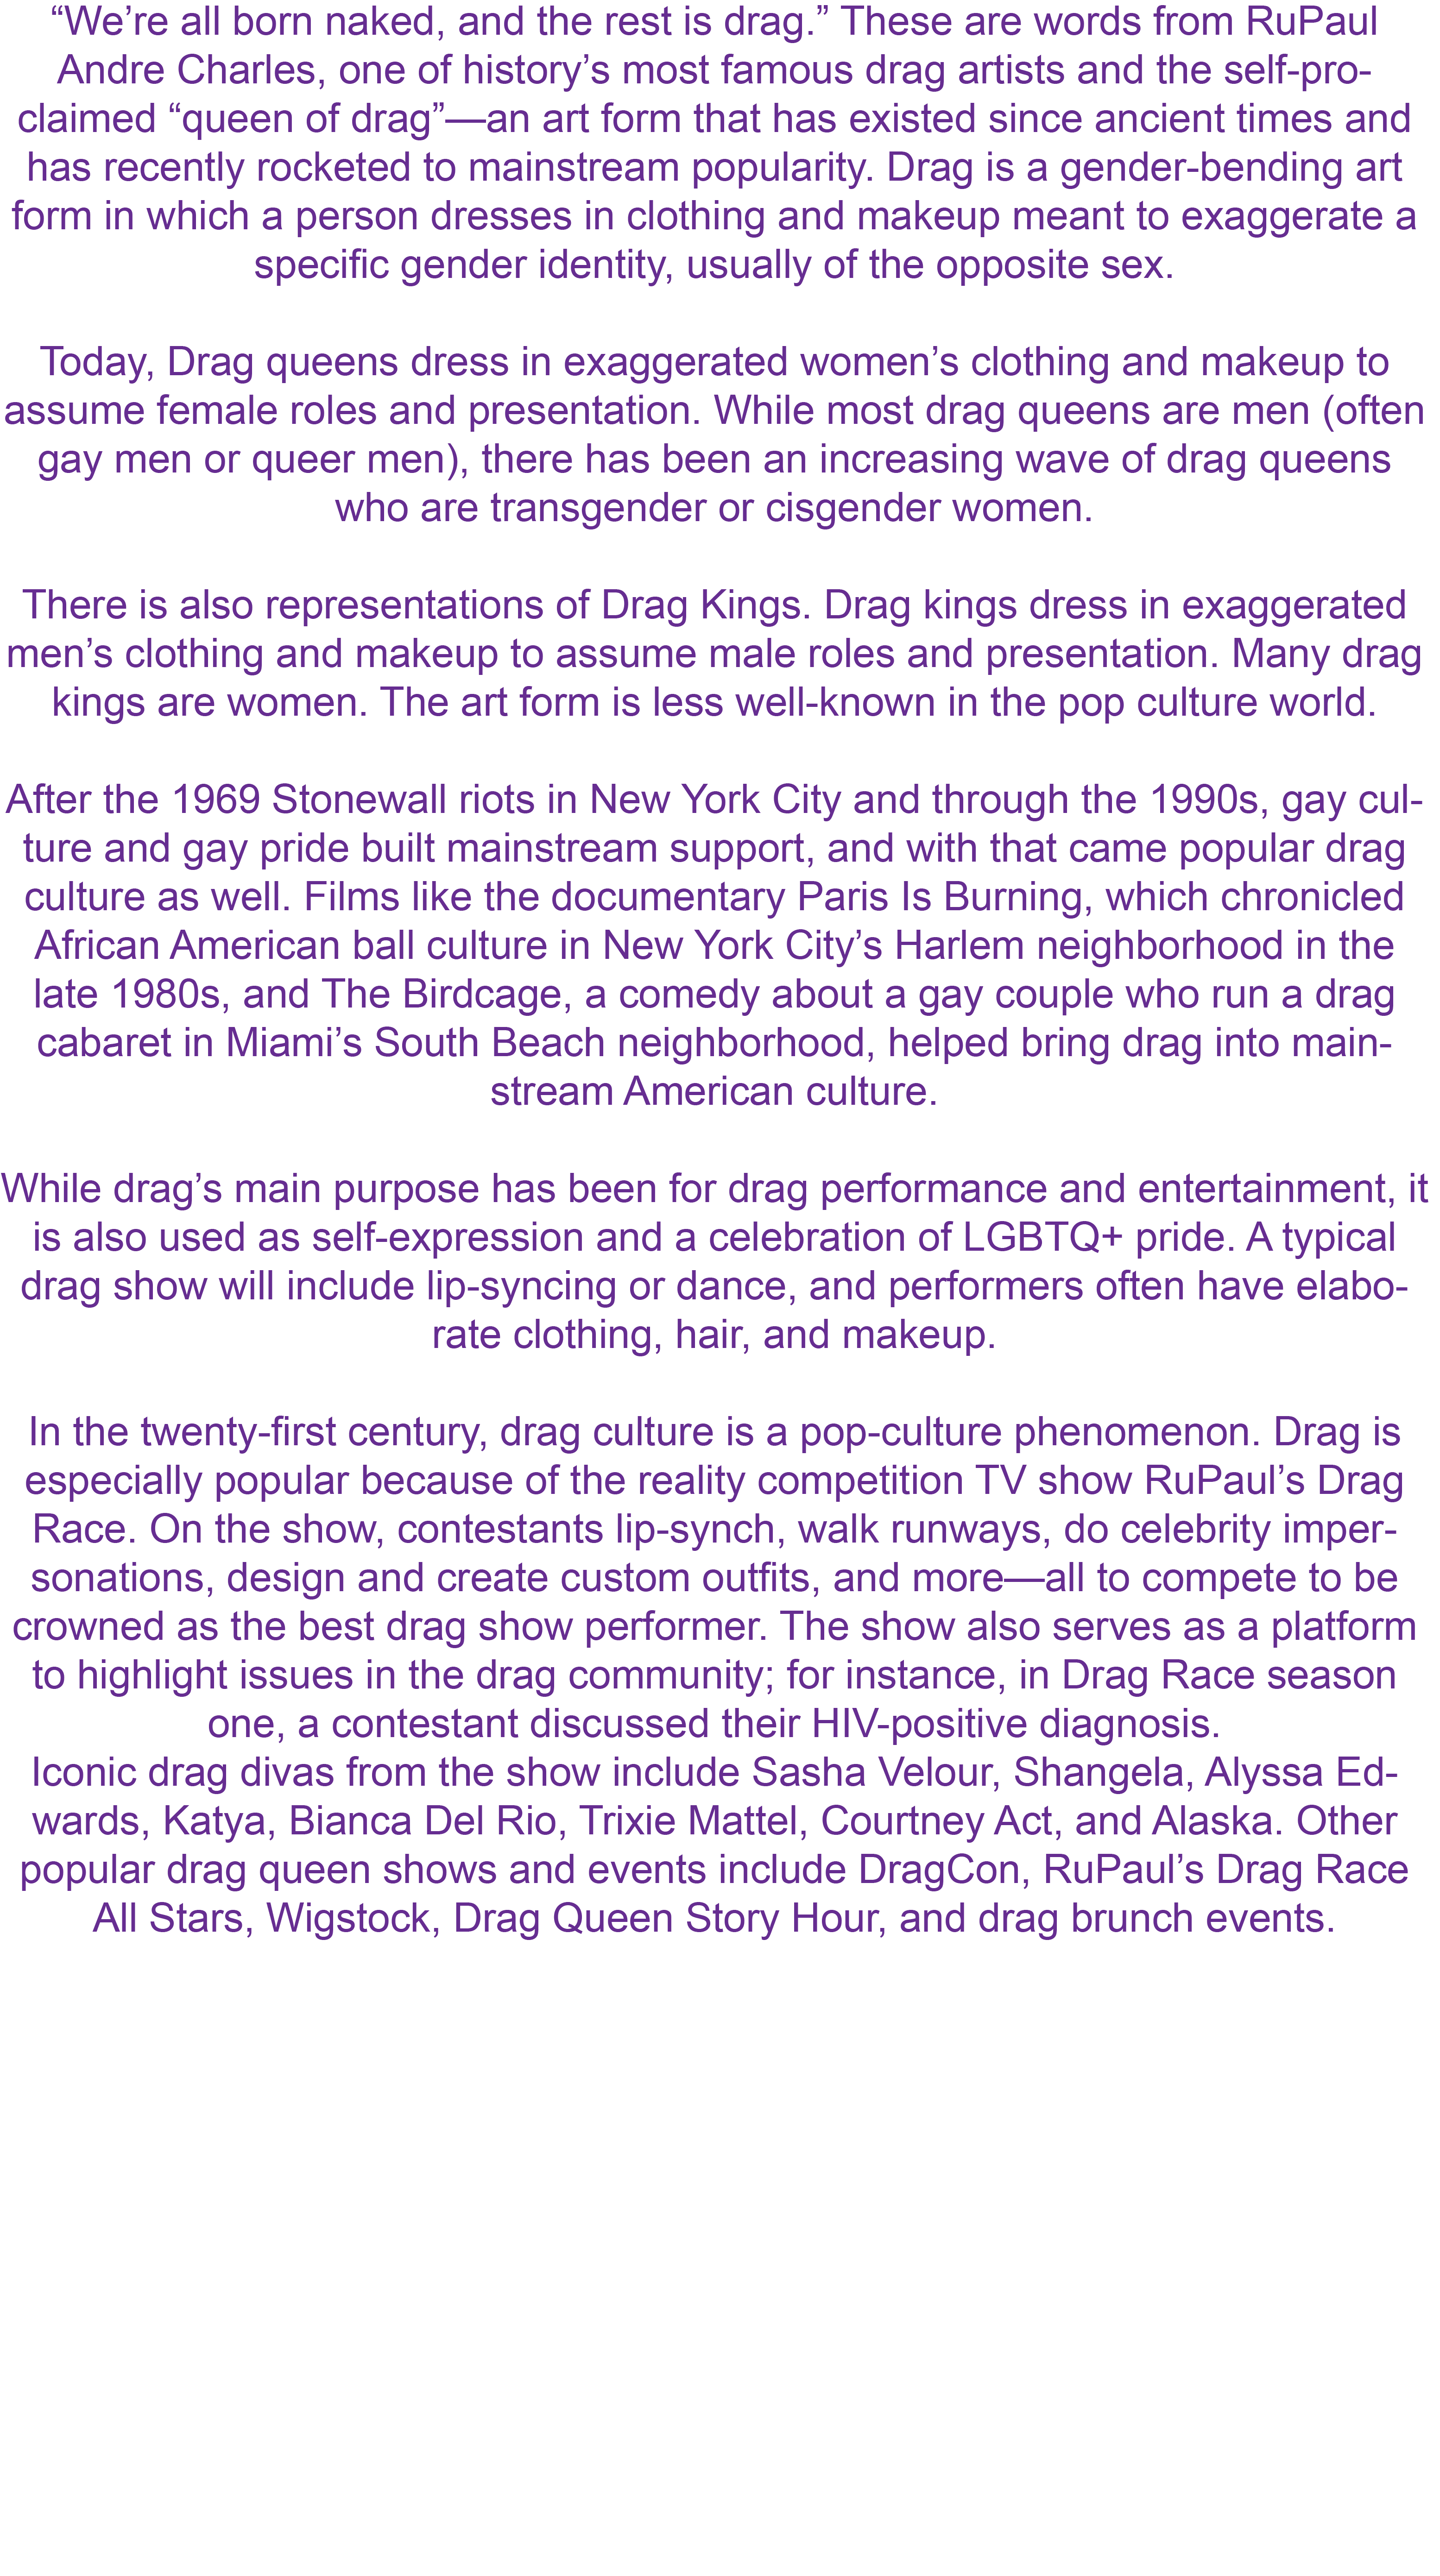 “We’re all born naked, and the rest is drag.” These are words from RuPaul
Andre Charles, one of history’s most famous drag artists and the self-pro-
claimed “queen of drag”—an art form that has existed since ancient times and
has recently rocketed to mainstream popularity. Drag is a gender-bending art
form in which a person dresses in clothing and makeup meant to exaggerate a
specific gender identity, usually of the opposite sex.
Today, Drag queens dress in exaggerated women’s clothing and makeup to
assume female roles and presentation. While most drag queens are men (often
gay men or queer men), there has been an increasing wave of drag queens
who are transgender or cisgender women.
There is also representations of Drag Kings. Drag kings dress in exaggerated
men’s clothing and makeup to assume male roles and presentation. Many drag
kings are women. The art form is less well-known in the pop culture world.
After the 1969 Stonewall riots in New York City and through the 1990s, gay cul-
ture and gay pride built mainstream support, and with that came popular drag
culture as well. Films like the documentary Paris Is Burning, which chronicled
African American ball culture in New York City’s Harlem neighborhood in the
late 1980s, and The Birdcage, a comedy about a gay couple who run a drag
cabaret in Miami’s South Beach neighborhood, helped bring drag into main-
stream American culture.
While drag’s main purpose has been for drag performance and entertainment, it
is also used as self-expression and a celebration of LGBTQ+ pride. A typical
drag show will include lip-syncing or dance, and performers often have elabo-
rate clothing, hair, and makeup.
In the twenty-first century, drag culture is a pop-culture phenomenon. Drag is
especially popular because of the reality competition TV show RuPaul’s Drag
Race. On the show, contestants lip-synch, walk runways, do celebrity imper-
sonations, design and create custom outfits, and more—all to compete to be
crowned as the best drag show performer. The show also serves as a platform
to highlight issues in the drag community; for instance, in Drag Race season
one, a contestant discussed their HIV-positive diagnosis.
Iconic drag divas from the show include Sasha Velour, Shangela, Alyssa Ed-
wards, Katya, Bianca Del Rio, Trixie Mattel, Courtney Act, and Alaska. Other
popular drag queen shows and events include DragCon, RuPaul’s Drag Race
All Stars, Wigstock, Drag Queen Story Hour, and drag brunch events.